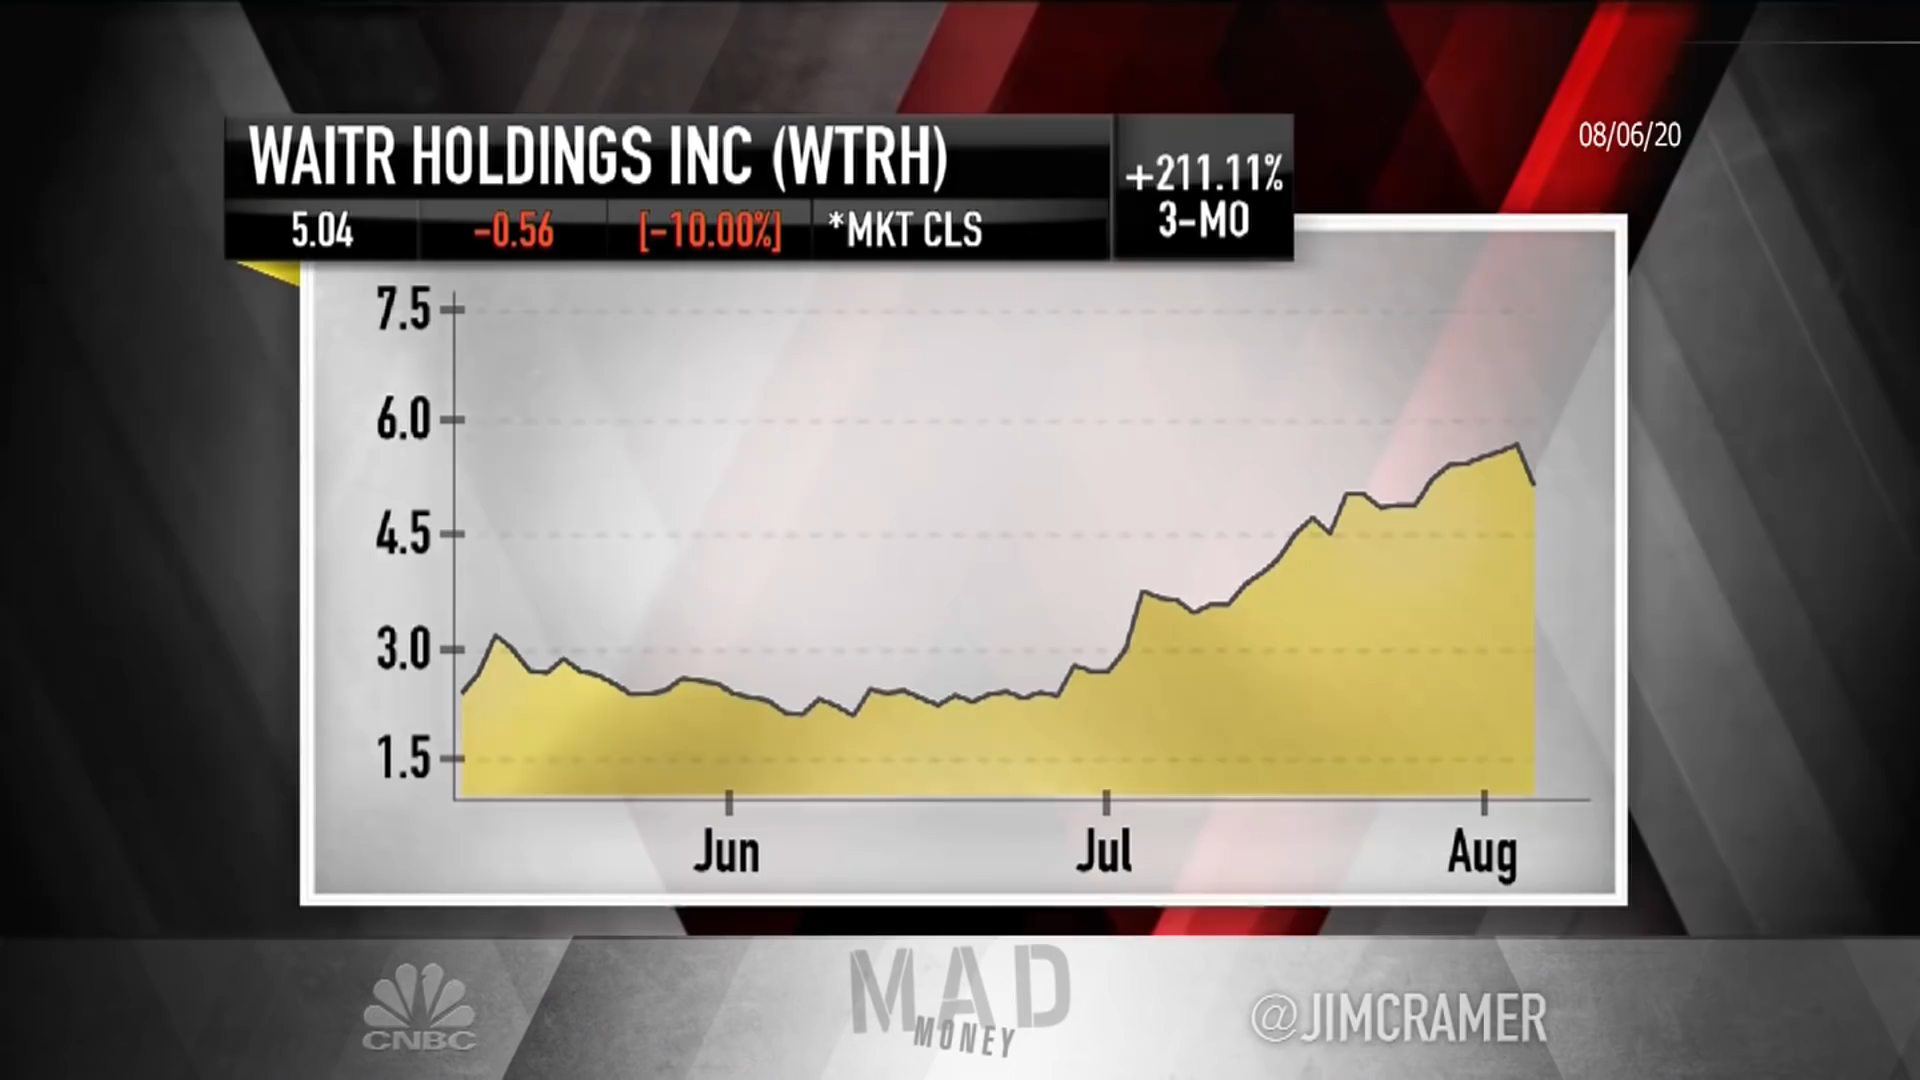 WAITR HOLDINGS INC (WTRH)
5.04 -0.56 [-10.00%] *MKT CLS
+211.11%
3-MO
08/06/20
7.5
6.0
4.5
3.0
1.5
Jun Jul Aug
CNBC
MAD
MONEY
@JIMCRAMER